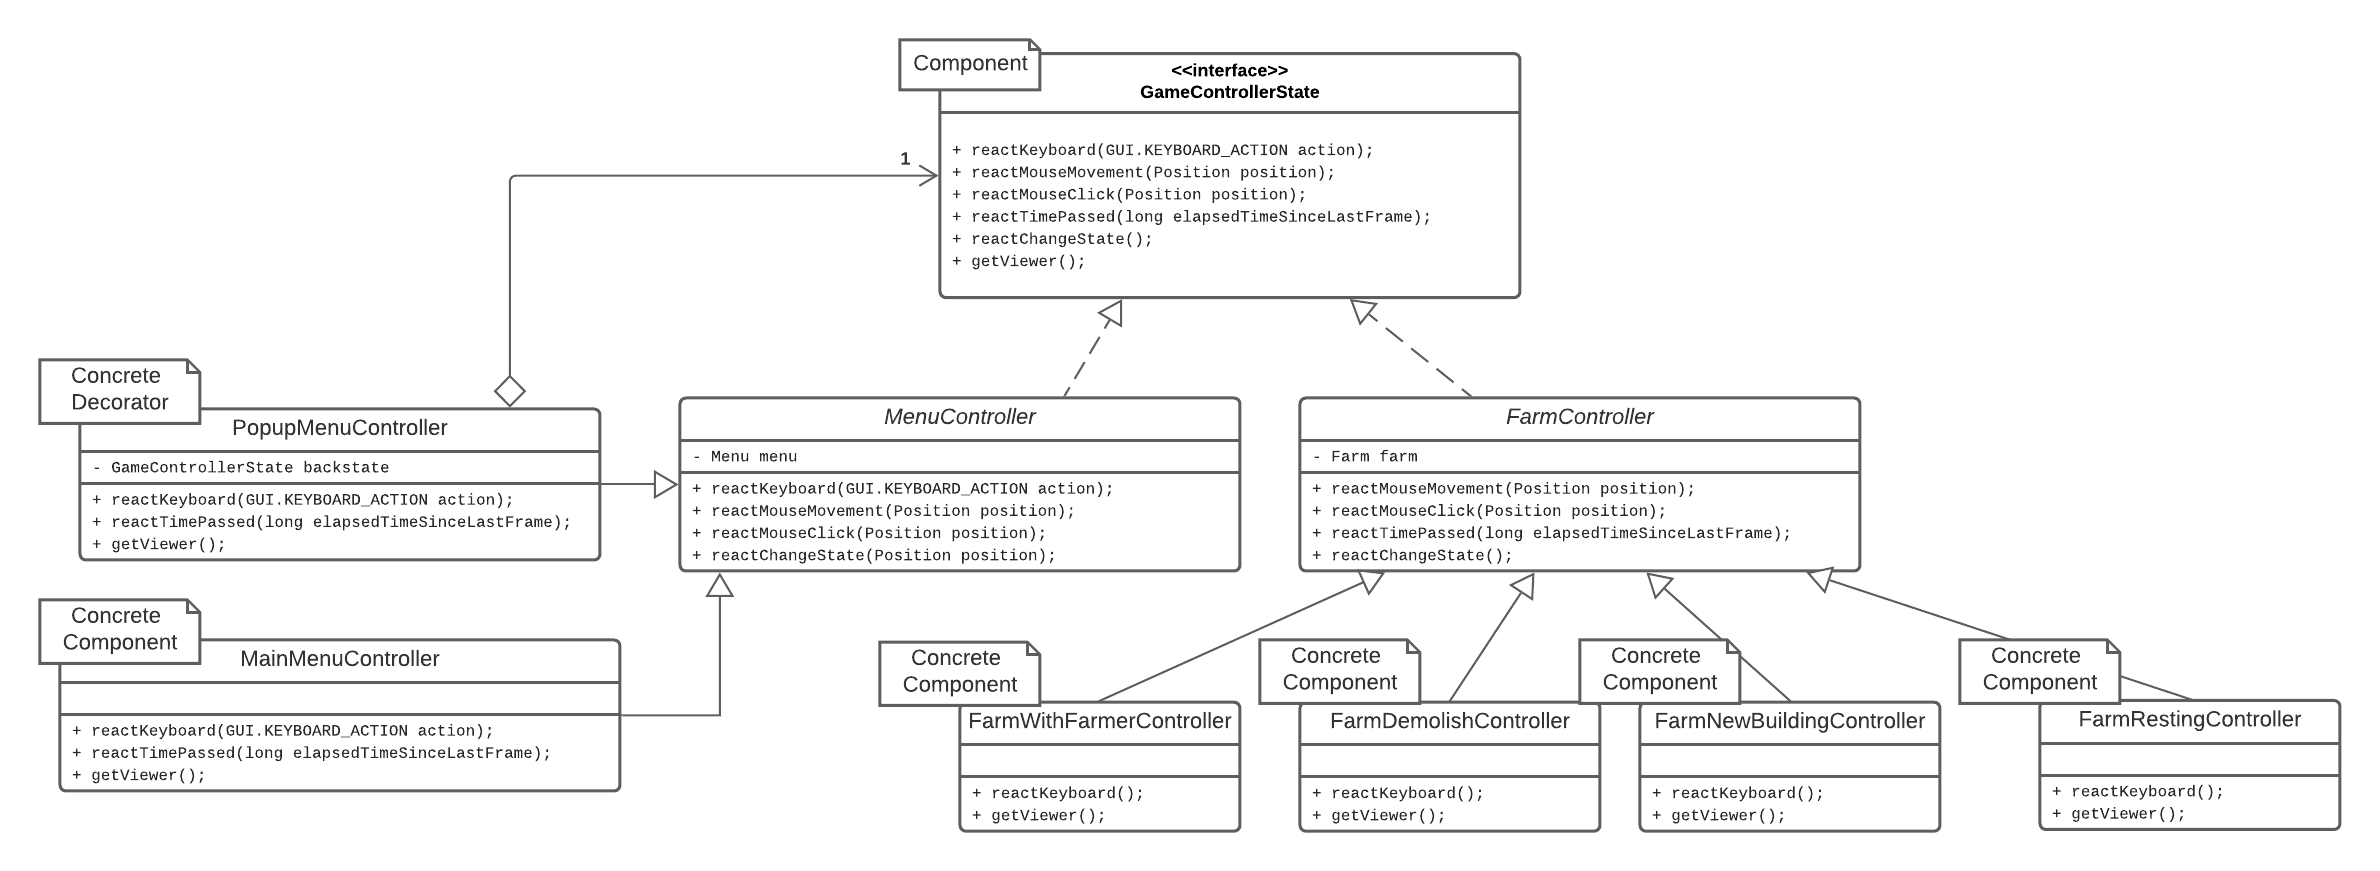 Component
<<interface>>
GameControllerState
+ reactKeyboard(GUI.KEYBOARD_ACTION action);
+ reactMouseMovement(Position position);
+ reactMouseClick(Position position);
+ reactTimePassed(long elapsedTimeSinceLastFrame);
+ reactChangeState();
+ getViewer();
1
Concrete
Decorator
PopupMenuController
- GameControllerState backstate
+ reactKeyboard(GUI.KEYBOARD_ACTION action);
+ reactTimePassed(long elapsedTimeSinceLastFrame);
+ getViewer();
MenuController
- Menu menu
+ reactKeyboard(GUI.KEYBOARD_ACTION action);
+ reactMouseMovement(Position position);
+ reactMouseClick(Position position);
+ reactChangeState(Position position);
FarmController
- Farm farm
+ reactMouseMovement(Position position);
+ reactMouseClick(Position position);
+ reactTimePassed(long elapsedTimeSinceLastFrame);
+ reactChangeState();
Concrete
Component
MainMenuController
+ reactKeyboard(GUI.KEYBOARD_ACTION action);
+ reactTimePassed(long elapsedTimeSinceLastFrame);
+ getViewer();
Concrete
Component
FarmWithFarmerController
+ reactKeyboard();
+ getViewer();
Concrete
Component
FarmDemolishController
+ reactKeyboard();
+ getViewer();
Concrete
Component
FarmNewBuildingController
+ reactKeyboard();
+ getViewer();
Concrete
Component
FarmRestingController
+ reactKeyboard();
+ getViewer();